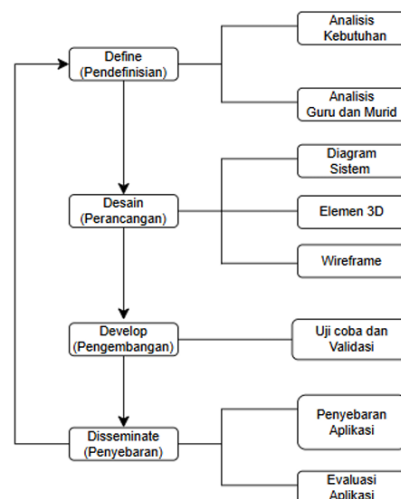 Analisis
Kebutuhan
Define
(Pendefinisian)
Analisis
Guru dan Murid
Diagram
Sistem
Desain
(Perancangan)
Elemen 3D
Wireframe
Develop
(Pengembangan)
Uji coba dan
Validasi
Disseminate
(Penyebaran)
Penyebaran
Aplikasi
Evaluasi
Aplikasi